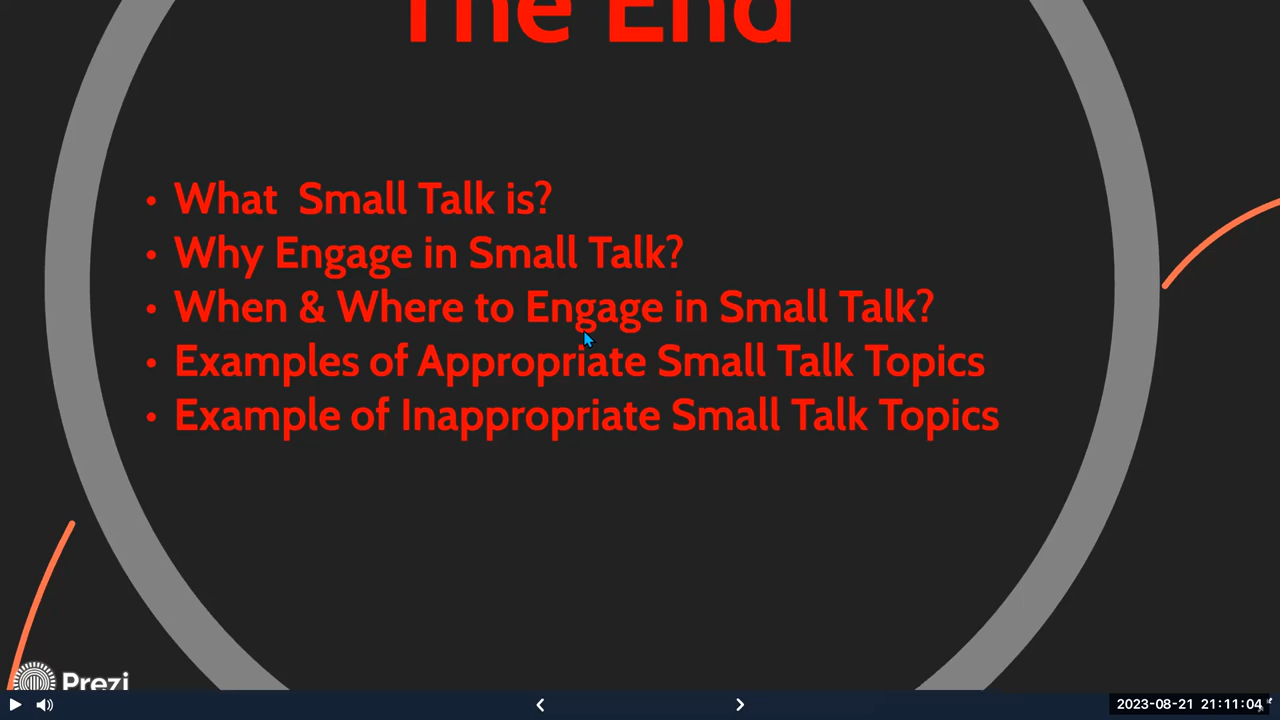 The End
• What Small Talk is?
• Why Engage in Small Talk?
• When & Where to Engage in Small Talk?
• Examples of Appropriate Small Talk Topics
• Example of Inappropriate Small Talk Topics
Prezi
2023-08-21 21:11:04